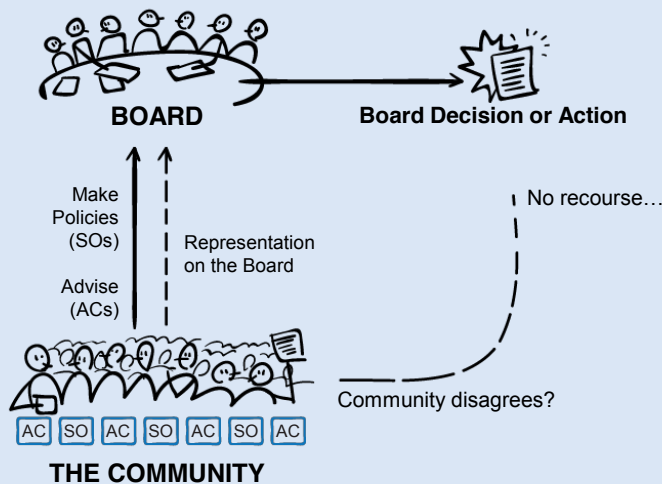 BOARD
Board Decision or Action
Make
Policies
(SOs)
Advise
(ACs)
Representation
on the Board
No recourse…
Community disagrees?
AC SO AC SO AC SO AC
THE COMMUNITY